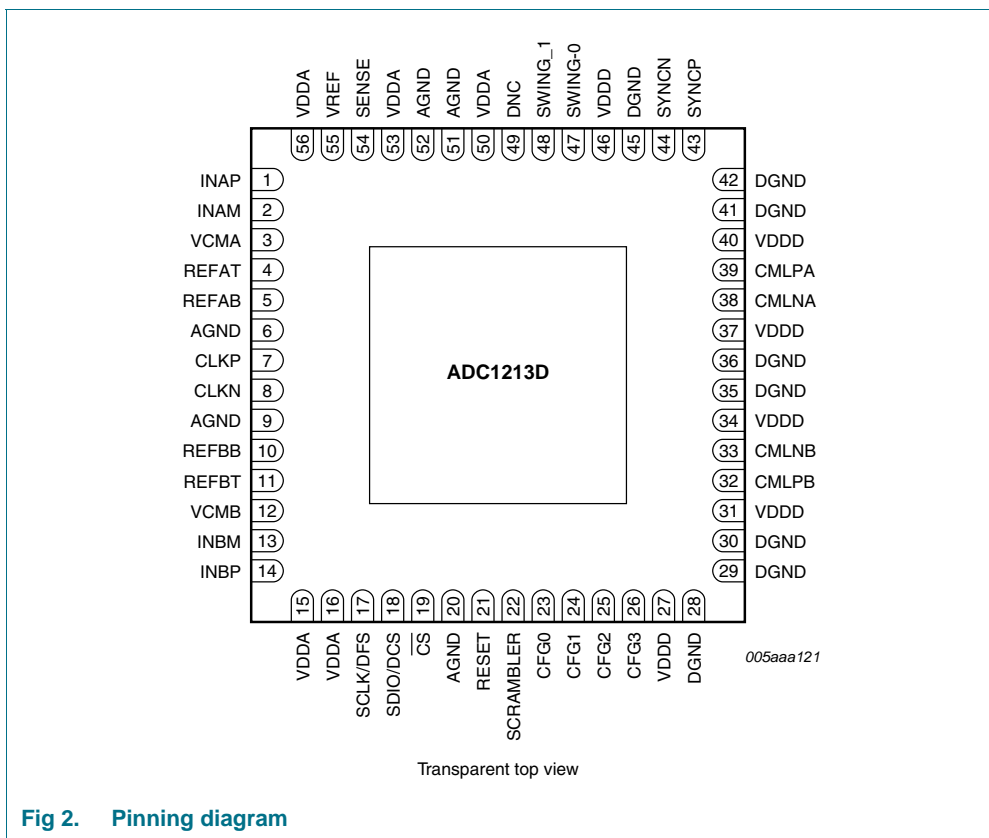 VDDA
VREF
SENSE
VDDA
AGND
AGND
VDDA
DNC
SWING_1
SWING-0
VDDD
DGND
SYNCN
SYNCP
56 55 54 53 52 51 50 49 48 47 46 45 44 43
INAP 1 42 DGND
INAM 2 41 DGND
VCMA 3 40 VDDD
REFAT 4 39 CMLPA
REFAB 5 38 CMLNA
AGND 6 37 VDDD
CLKP 7 36 DGND
ADC1213D
CLKN 8 35 DGND
AGND 9 34 VDDD
REFBB 10 33 CMLNB
REFBT 11 32 CMLPB
VCMB 12 31 VDDD
INBM 13 30 DGND
INBP 14 29 DGND
15 16 17 18 19 20 21 22 23 24 25 26 27 28
VDDA
VDDA
SCLK/DFS
SDIO/DCS
CS
AGND
RESET
SCRAMBLER
CFG0
CFG1
CFG2
CFG3
VDDD
DGND
005aaa121
Transparent top view
Fig 2. Pinning diagram